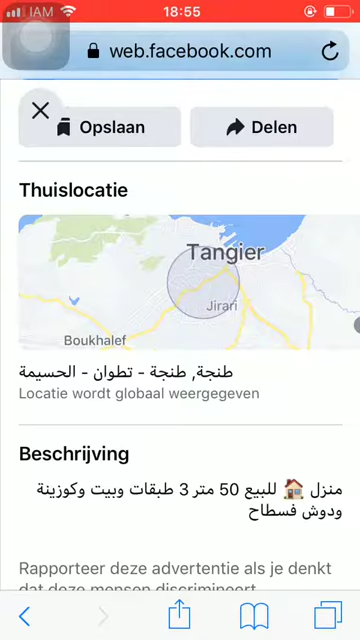 IAM 18:55
web.facebook.com
Opslaan Delen
Thuislocatie
Tangier
Jirari
Boukhalef
طنجة, طنجة - تطوان - الحسيمة
Locatie wordt globaal weergegeven
Beschrijving
منزل 🏠 للبيع 50 متر 3 طبقات وبيت وكوزينة
ودوش فسطاح
Rapporteer deze advertentie als je denkt
dat deze mensen discrimineert